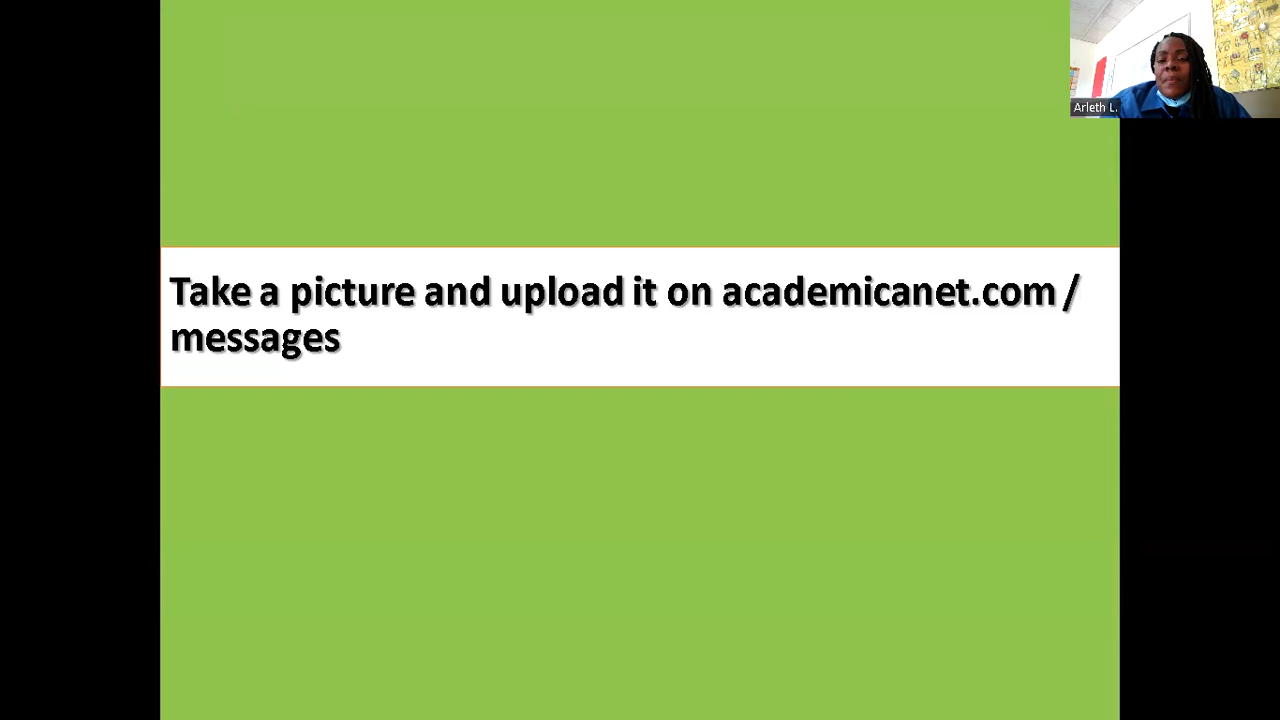 Arleth L.
Take a picture and upload it on academicanet.com /
messages